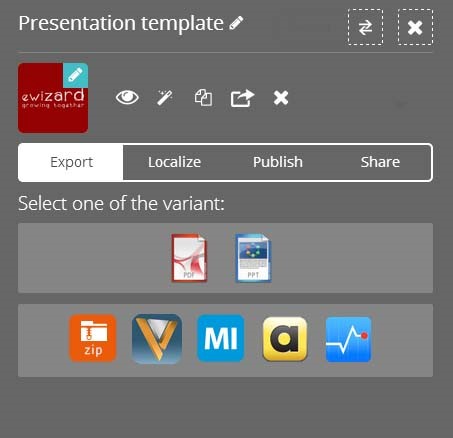 Presentation template
ewizard
growing together
Export Localize Publish Share
Select one of the variant:
PDF PPT
zip V MI a